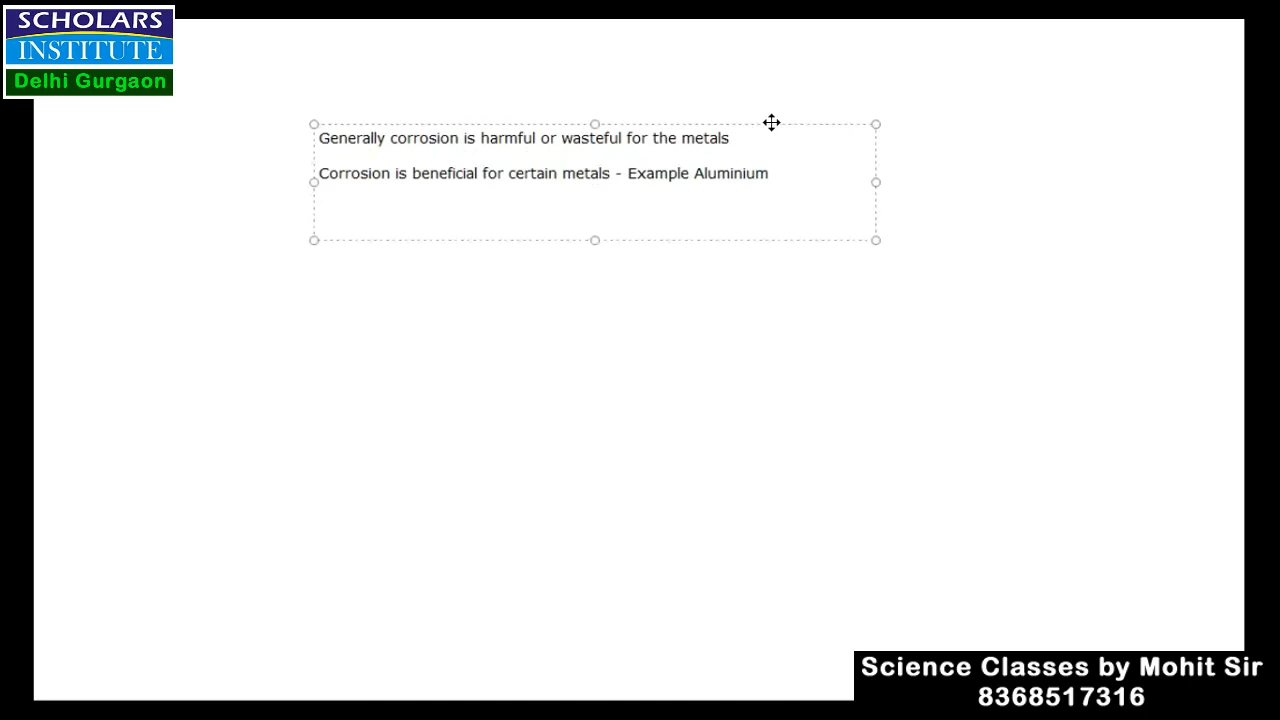 SCHOLARS
INSTITUTE
Delhi Gurgaon
Generally corrosion is harmful or wasteful for the metals
Corrosion is beneficial for certain metals - Example Aluminium
Science Classes by Mohit Sir
8368517316